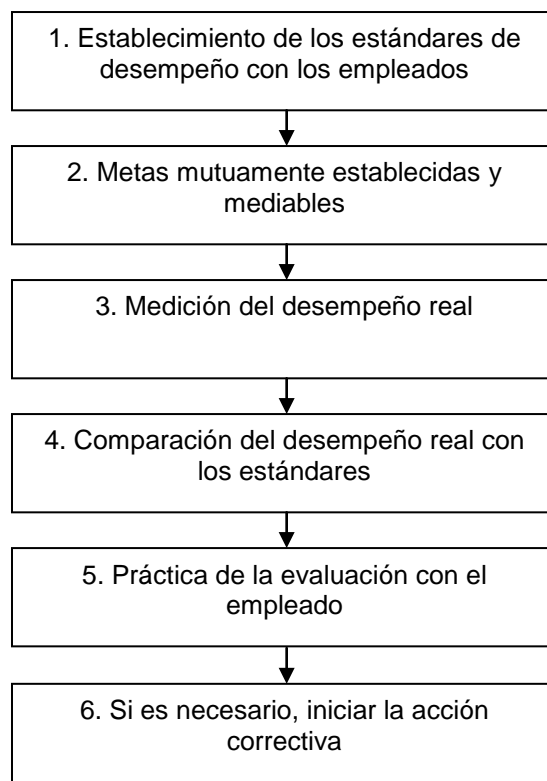 1. Establecimiento de los estándares de
desempeño con los empleados
2. Metas mutuamente establecidas y
mediables
3. Medición del desempeño real
4. Comparación del desempeño real con
los estándares
5. Práctica de la evaluación con el
empleado
6. Si es necesario, iniciar la acción
correctiva